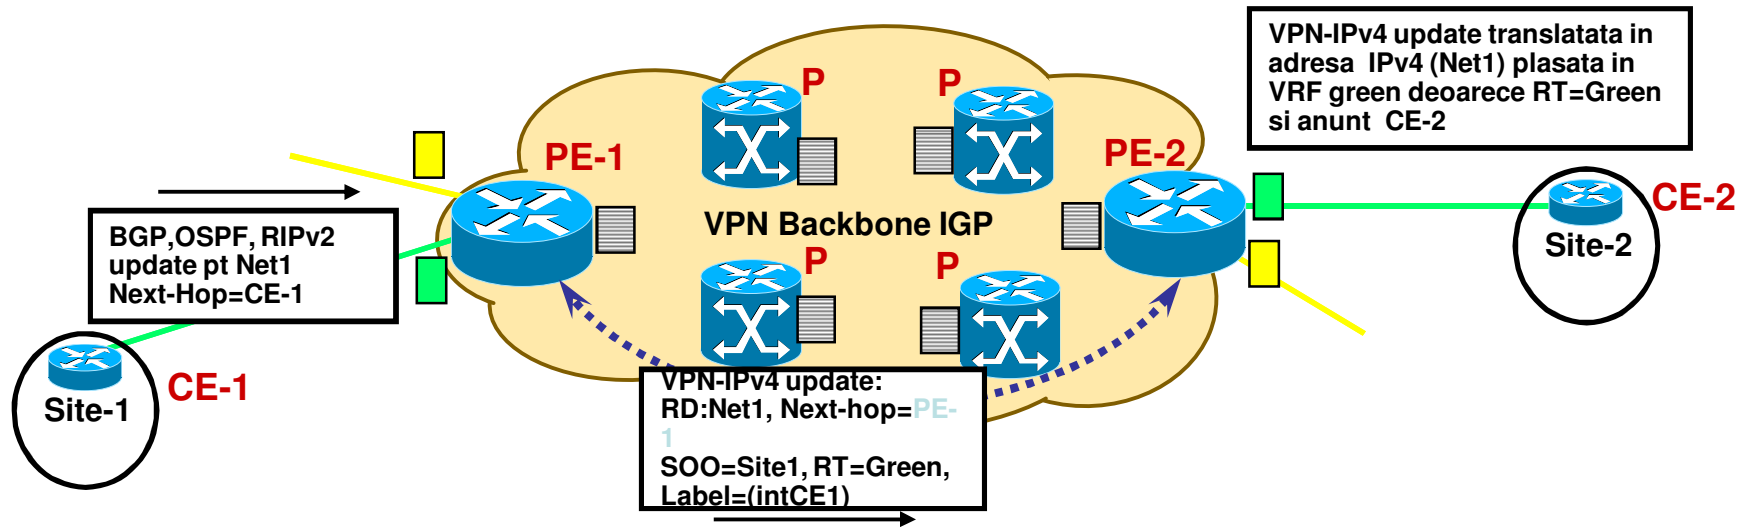 VPN-IPv4 update translatata in
adresa IPv4 (Net1) plasata in
VRF green deoarece RT=Green
si anunt CE-2
P
P
PE-1
PE-2
CE-2
VPN Backbone IGP
BGP,OSPF, RIPv2
update pt Net1
Next-Hop=CE-1
Site-2
P
P
CE-1
Site-1
VPN-IPv4 update:
RD:Net1, Next-hop=PE-
1
SOO=Site1, RT=Green,
Label=(intCE1)